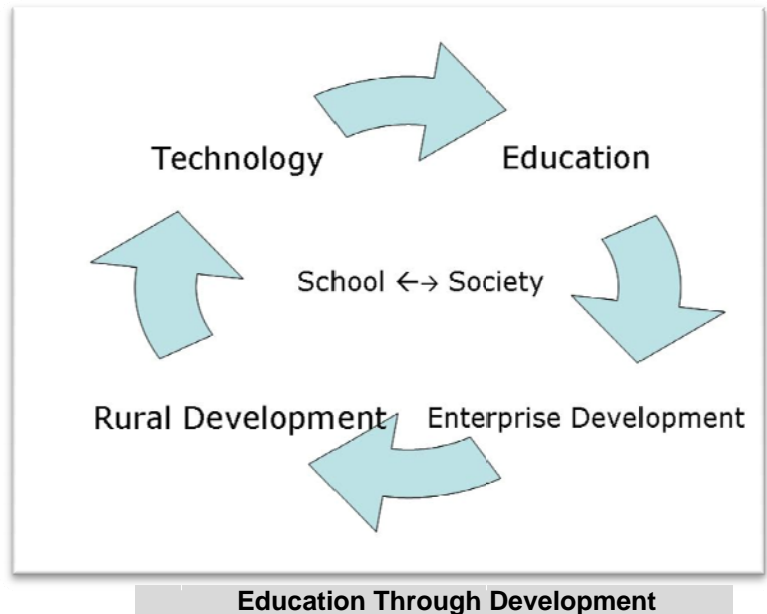 Technology Education
School ←→ Society
Rural Development Enterprise Development
Education Through Development